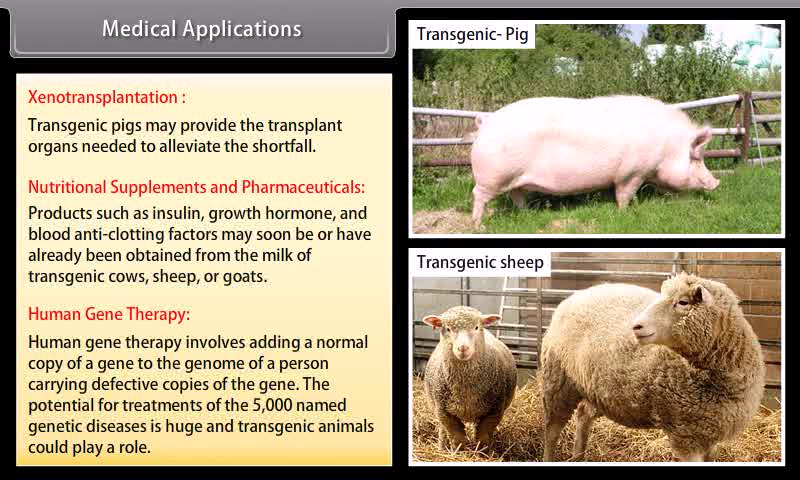 Medical Applications
Xenotransplantation :
Transgenic pigs may provide the transplant
organs needed to alleviate the shortfall.
Nutritional Supplements and Pharmaceuticals:
Products such as insulin, growth hormone, and
blood anti-clotting factors may soon be or have
already been obtained from the milk of
transgenic cows, sheep, or goats.
Human Gene Therapy:
Human gene therapy involves adding a normal
copy of a gene to the genome of a person
carrying defective copies of the gene. The
potential for treatments of the 5,000 named
genetic diseases is huge and transgenic animals
could play a role.
Transgenic- Pig
Transgenic sheep